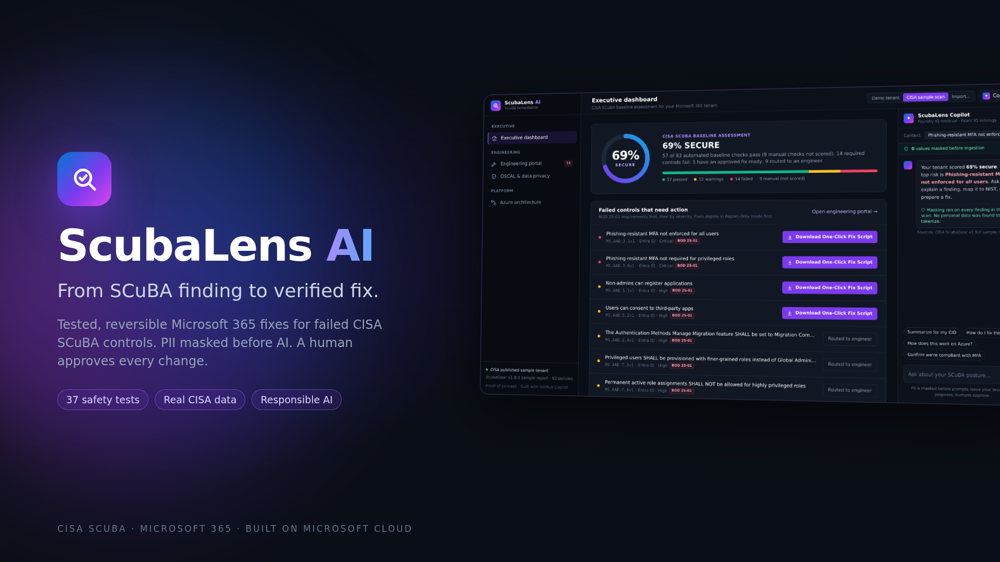 ScubaLens AI
From SCuBA finding to verified fix.
Tested, reversible Microsoft 365 fixes for failed CISA
SCuBA controls. PII masked before AI. A human
approves every change.
37 safety tests
Real CISA data
Responsible AI
CISA SCUBA · MICROSOFT 365 · BUILT ON MICROSOFT CLOUD
ScubaLens AI
SCuBA remediation
EXECUTIVE
Executive dashboard
ENGINEERING
Engineering portal 14
OSCAL & data privacy
PLATFORM
Azure architecture
CISA published sample tenant
ScubaGear v1.8.0 sample report · 92 policies
Proof of concept · built with GitHub Copilot
Executive dashboard
CISA SCuBA baseline assessment for your Microsoft 365 tenant
Demo tenant CISA sample scan Import...
69%
SECURE
CISA SCUBA BASELINE ASSESSMENT
69% SECURE
57 of 83 automated baseline checks pass (9 manual checks not scored). 14 required
controls fail: 5 have an approved fix ready, 9 routed to an engineer.
57 passed 12 warnings 14 failed 9 manual (not scored)
Failed controls that need action
BOD 25-01 requirements first, then by severity. Fixes deploy in Report-Only mode first.
Open engineering portal →
Phishing-resistant MFA not enforced for all users
MS.AAD.3.1v1 · Entra ID · Critical BOD 25-01
Download One-Click Fix Script
Phishing-resistant MFA not required for privileged roles
MS.AAD.3.6v1 · Entra ID · Critical BOD 25-01
Download One-Click Fix Script
Non-admins can register applications
MS.AAD.5.1v1 · Entra ID · High BOD 25-01
Download One-Click Fix Script
Users can consent to third-party apps
MS.AAD.5.2v1 · Entra ID · High BOD 25-01
Download One-Click Fix Script
The Authentication Methods Manage Migration feature SHALL be set to Migration Com...
MS.AAD.3.4v1 · Entra ID · High BOD 25-01
Routed to engineer
Privileged users SHALL be provisioned with finer-grained roles instead of Global Admini...
MS.AAD.7.2v1 · Entra ID · High BOD 25-01
Routed to engineer
Permanent active role assignments SHALL NOT be allowed for highly privileged roles
MS.AAD.7.4v1 · Entra ID · High BOD 25-01
Routed to engineer
ScubaLens Copilot
Foundry IQ retrieval · Fabric IQ ontology
Context: Phishing-resistant MFA not enforc
0 values masked before ingestion
Your tenant scored 69% secure.
top risk is Phishing-resistant M
not enforced for all users. Ask
explain a finding, map it to NIST,
prepare a fix.
Masking ran on every finding in th
scan. No personal data was found to
tokenize.
Sources: CISA ScubaGear v1.8.0 sample
Summarize for my CIO
How do I fix this
How does this work on Azure?
Confirm we're compliant with MFA
Ask about your SCuBA posture...
PII is masked before prompts leave your brow
proposes, humans approve.